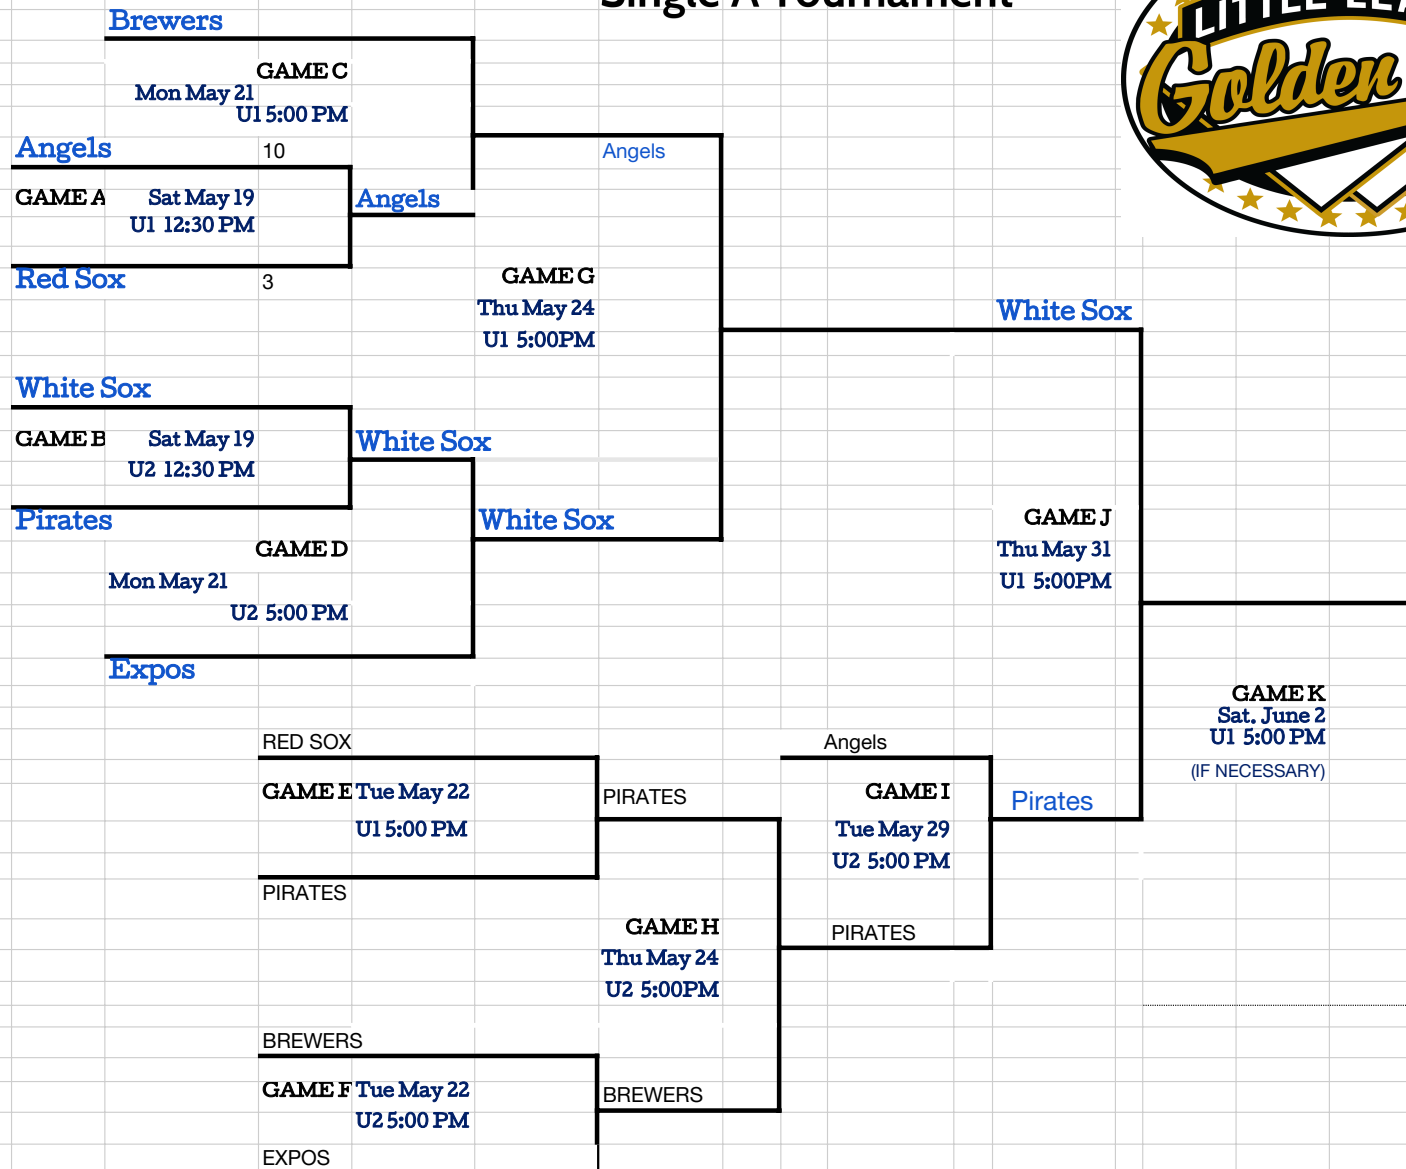 Single A Tournament
LITTLE
Golden
Brewers
GAME C
Mon May 21
U1 5:00 PM
Angels
10
Angels
GAME A
Sat May 19
Angels
U1 12:30 PM
Red Sox
3
GAME G
Thu May 24
White Sox
U1 5:00PM
White Sox
GAME B
Sat May 19
White Sox
U2 12:30 PM
Pirates
White Sox
GAME J
GAME D
Thu May 31
Mon May 21
U1 5:00PM
U2 5:00 PM
Expos
GAME K
Sat. June 2
U1 5:00 PM
(IF NECESSARY)
RED SOX
Angels
GAME E
Tue May 22
PIRATES
GAME I
Pirates
U1 5:00 PM
Tue May 29
U2 5:00 PM
PIRATES
GAME H
PIRATES
Thu May 24
U2 5:00PM
BREWERS
GAME F
Tue May 22
BREWERS
U2 5:00 PM
EXPOS